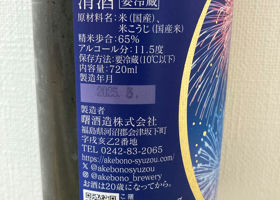 清酒 要冷蔵
原材料名:米(国産)、
米こうじ(国産米)
精米歩合:65%
アルコール分:11.5度
保存方法:要冷蔵(10℃以下)
内容量:720ml
製造年月
2025. 3.
製造者
曙酒造株式会社
福島県河沼郡会津坂下町
字戌亥乙2番地
TEL 0242-83-2065
https://akebono-syuzou.com/
@akebono_syuzou/
@akebono_brewery
お酒は20歳になってから。